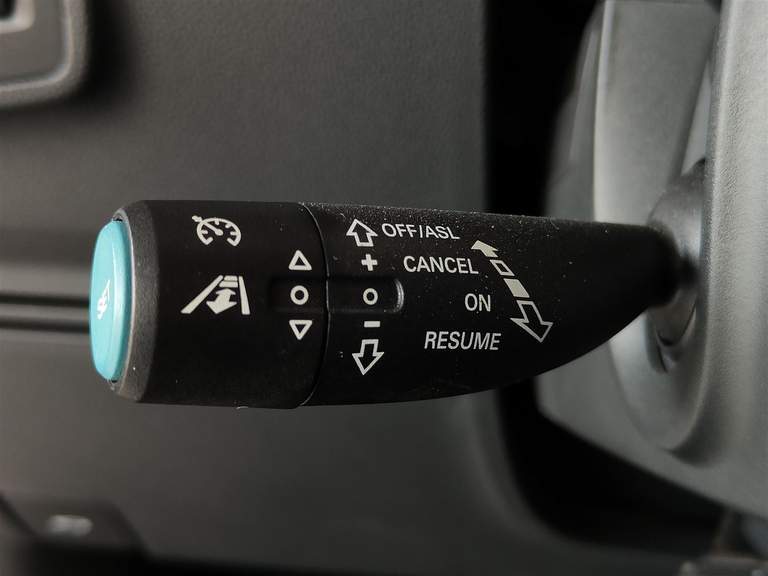 OFF/ASL
+
CANCEL
O
O
ON
–
RESUME